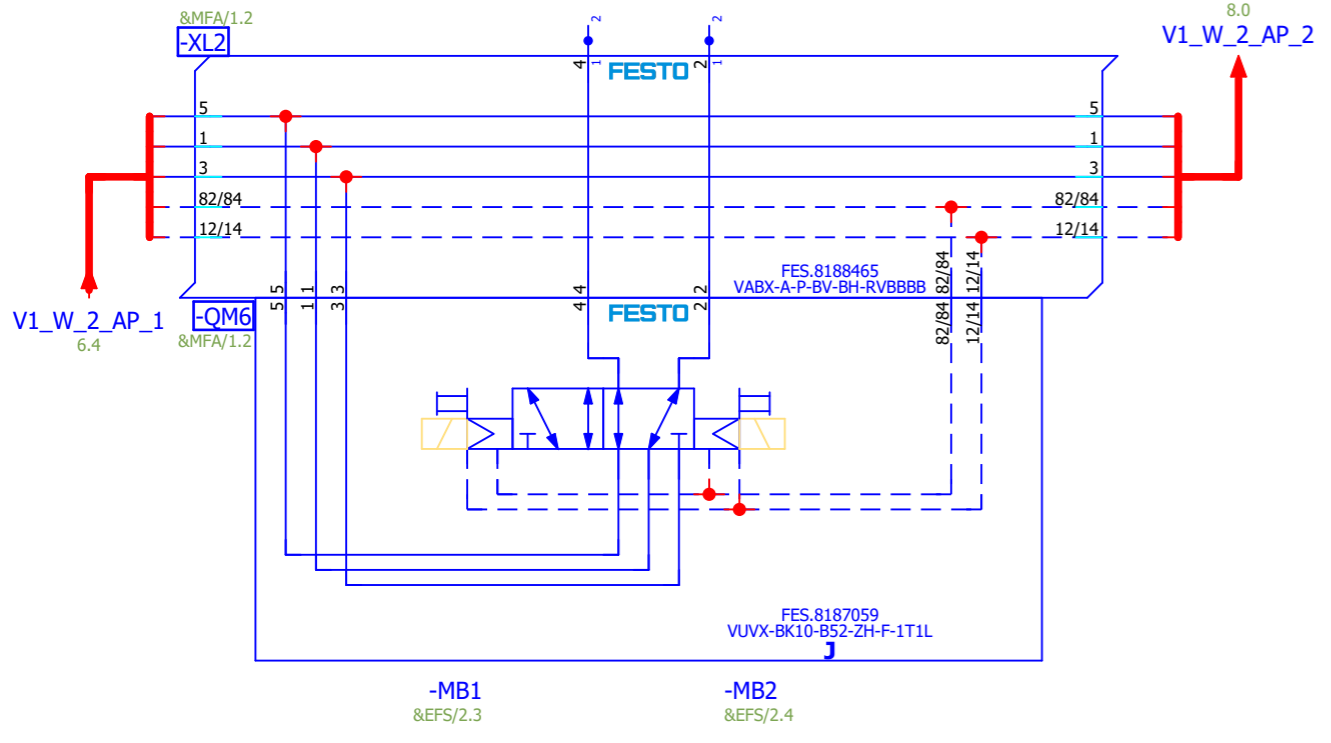 &MFA/1.2
-XL2
2
2
8.0
V1_W_2_AP_2
4
1
FESTO
2
1
5
5
1
1
3
3
82/84
82/84
12/14
12/14
FES.8188465
VABX-A-P-BV-BH-RVBBBB
82/84
12/14
5
1
3
4
2
V1_W_2_AP_1
6.4
-QM6
&MFA/1.2
5
1
3
4
FESTO
2
82/84
12/14
FES.8187059
VUVX-BK10-B52-ZH-F-1T1L
J
-MB1
&EFS/2.3
-MB2
&EFS/2.4